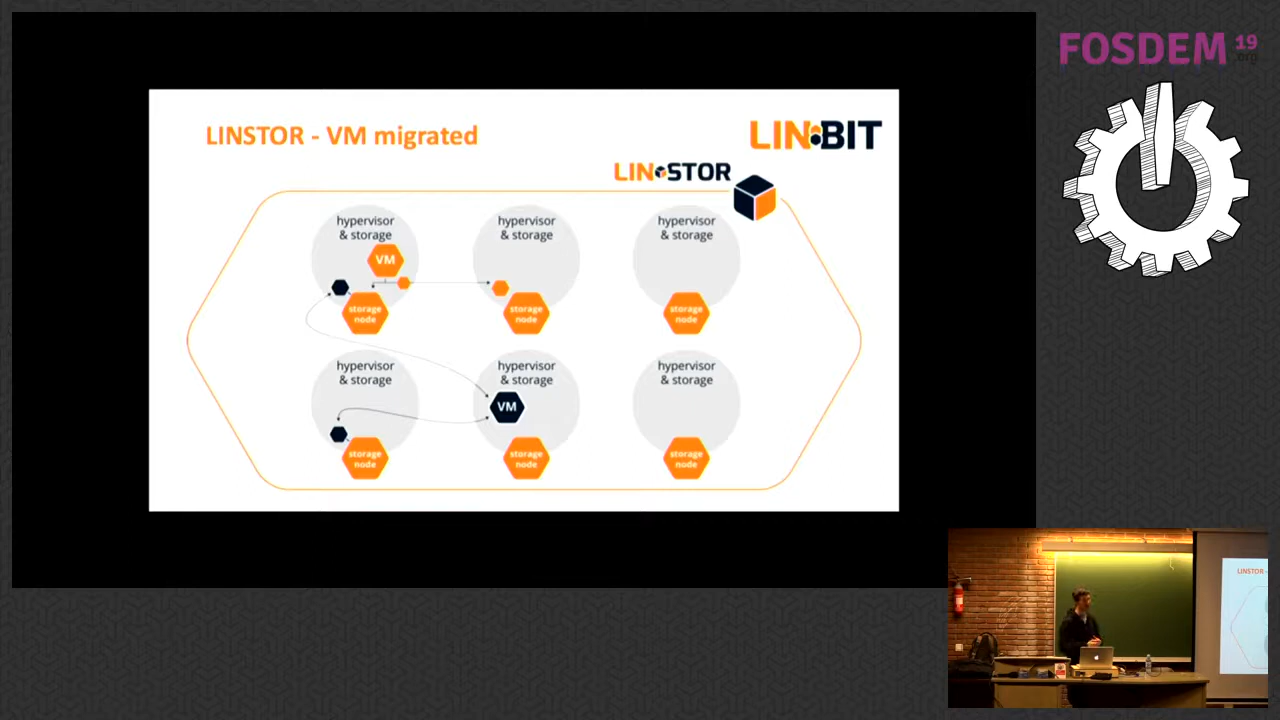 FOSDEM 19
.org
LINSTOR - VM migrated
LINBIT
LINSTOR
hypervisor
& storage
VM
storage
node
hypervisor
& storage
storage
node
hypervisor
& storage
storage
node
hypervisor
& storage
storage
node
hypervisor
& storage
VM
storage
node
hypervisor
& storage
storage
node
LINSTOR -